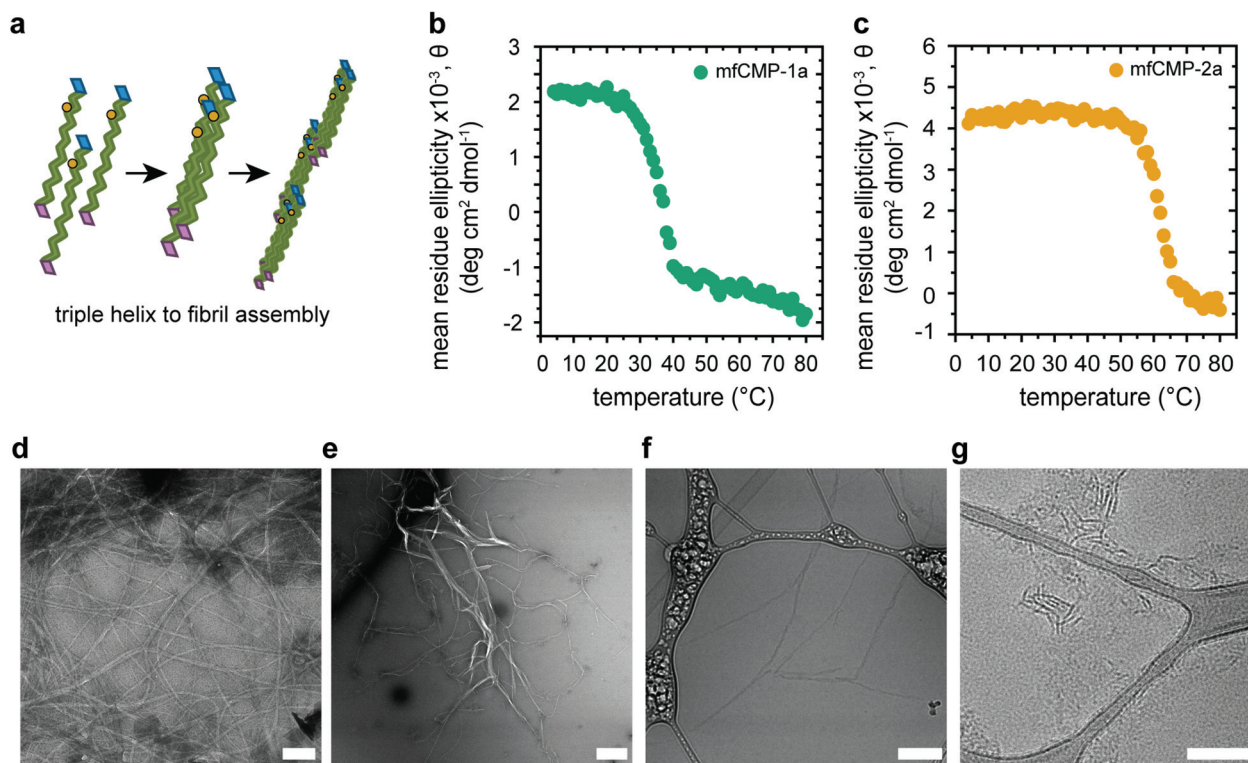 a
triple helix to fibril assembly
b
mean residue ellipticity x10⁻³, θ
(deg cm² dmol⁻¹)
3
2
1
0
-1
-2
mfCMP-1a
0 10 20 30 40 50 60 70 80
temperature (°C)
c
mean residue ellipticity x10⁻³, θ
(deg cm² dmol⁻¹)
6
5
4
3
2
1
0
-1
mfCMP-2a
0 10 20 30 40 50 60 70 80
temperature (°C)
d
e
f
g